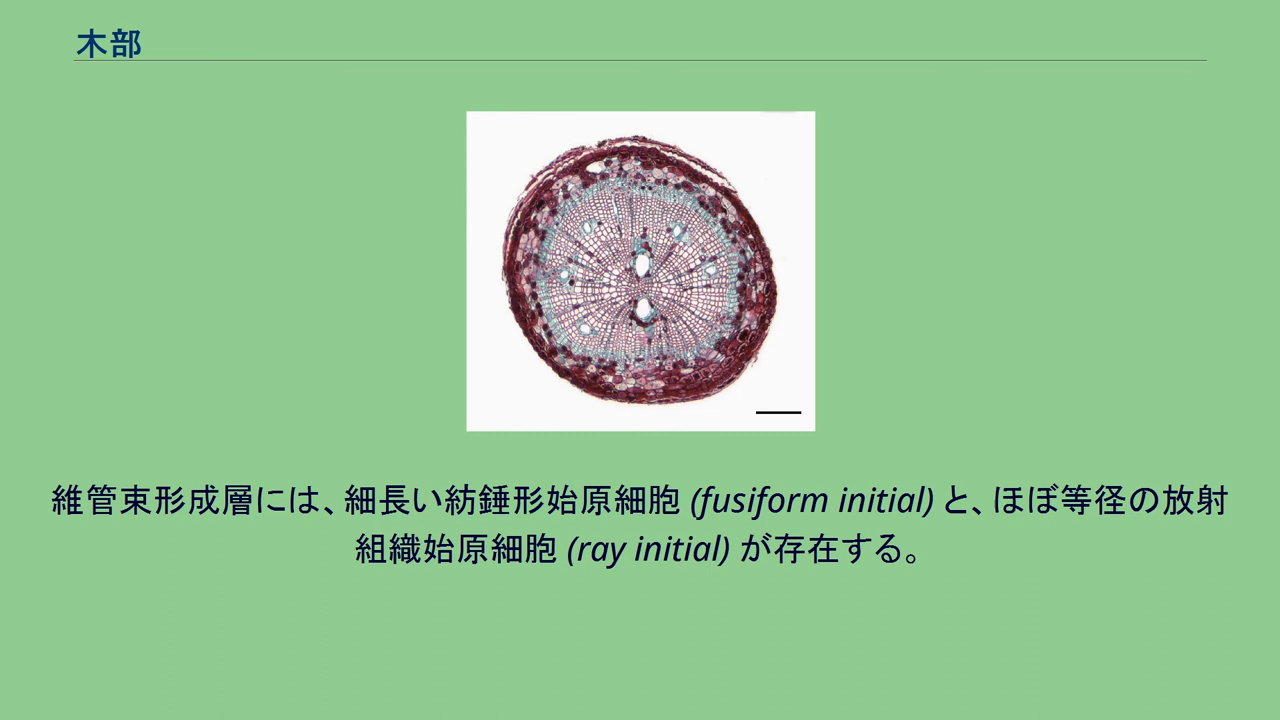 木部
維管束形成層には、細長い紡錘形始原細胞 (fusiform initial) と、ほぼ等径の放射
組織始原細胞 (ray initial) が存在する。